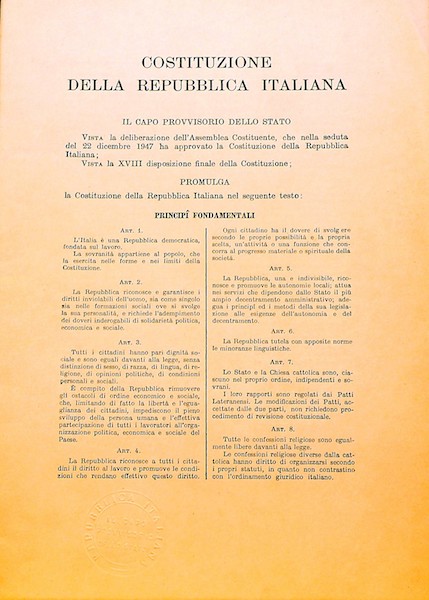 COSTITUZIONE
DELLA REPUBBLICA ITALIANA
IL CAPO PROVVISORIO DELLO STATO
VISTA la deliberazione dell'Assemblea Costituente, che nella seduta
del 22 dicembre 1947 ha approvato la Costituzione della Repubblica
Italiana;
VISTA la XVIII disposizione finale della Costituzione;
PROMULGA
la Costituzione della Repubblica Italiana nel seguente testo:
PRINCIPÎ FONDAMENTALI
ART. 1.
L'Italia è una Repubblica democratica,
fondata sul lavoro.
La sovranità appartiene al popolo, che
la esercita nelle forme e nei limiti della
Costituzione.
ART. 2.
La Repubblica riconosce e garantisce i
diritti inviolabili dell'uomo, sia come singolo
sia nelle formazioni sociali ove si svolge
la sua personalità, e richiede l'adempimento
dei doveri inderogabili di solidarietà politica,
economica e sociale.
ART. 3.
Tutti i cittadini hanno pari dignità so-
ciale e sono eguali davanti alla legge, senza
distinzione di sesso, di razza, di lingua, di re-
ligione, di opinioni politiche, di condizioni
personali e sociali.
È compito della Repubblica rimuovere
gli ostacoli di ordine economico e sociale,
che, limitando di fatto la libertà e l'egua-
glianza dei cittadini, impediscono il pieno
sviluppo della persona umana e l'effettiva
partecipazione di tutti i lavoratori all'orga-
nizzazione politica, economica e sociale del
Paese.
ART. 4.
La Repubblica riconosce a tutti i citta-
dini il diritto al lavoro e promuove le condi-
zioni che rendano effettivo questo diritto.
Ogni cittadino ha il dovere di svolgere
secondo le proprie possibilità e la propria
scelta, un'attività o una funzione che con-
corra al progresso materiale o spirituale della
società.
ART. 5.
La Repubblica, una e indivisibile, rico-
nosce e promuove le autonomie locali; attua
nei servizi che dipendono dallo Stato il più
ampio decentramento amministrativo; ade-
gua i principî ed i metodi della sua legisla-
zione alle esigenze dell'autonomia e del
decentramento.
ART. 6.
La Repubblica tutela con apposite norme
le minoranze linguistiche.
ART. 7.
Lo Stato e la Chiesa cattolica sono, cia-
scuno nel proprio ordine, indipendenti e so-
vrani.
I loro rapporti sono regolati dai Patti
Lateranensi. Le modificazioni dei Patti, ac-
cettate dalle due parti, non richiedono pro-
cedimento di revisione costituzionale.
ART. 8.
Tutte le confessioni religiose sono egual-
mente libere davanti alla legge.
Le confessioni religiose diverse dalla cat-
tolica hanno diritto di organizzarsi secondo
i propri statuti, in quanto non contrastino
con l'ordinamento giuridico italiano.